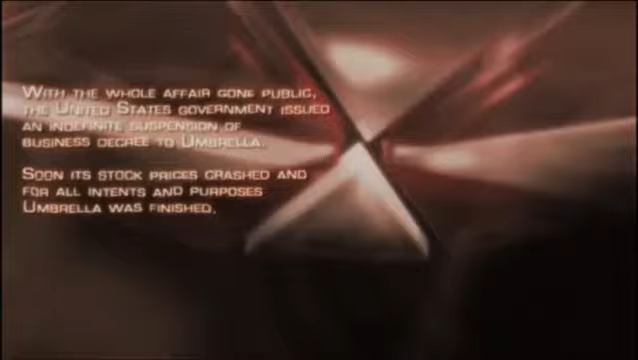 With the whole affair gone public,
the United States government issued
an indefinite suspension of
business decree to Umbrella.
Soon its stock prices crashed and
for all intents and purposes
Umbrella was finished.